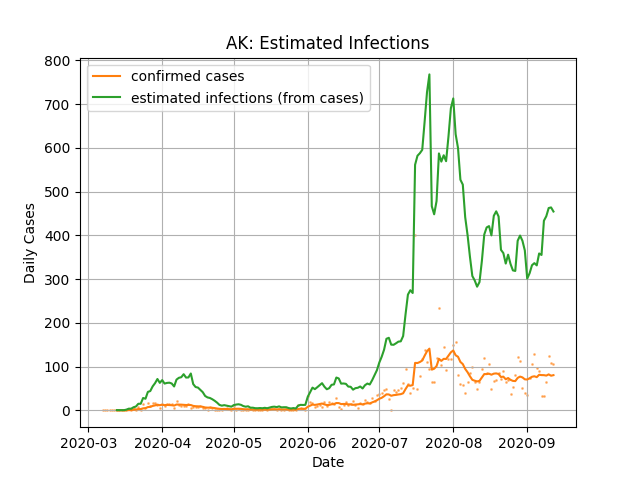 AK: Estimated Infections
confirmed cases
estimated infections (from cases)
800
700
600
500
400
300
200
100
0
Daily Cases
2020-03 2020-04 2020-05 2020-06 2020-07 2020-08 2020-09
Date